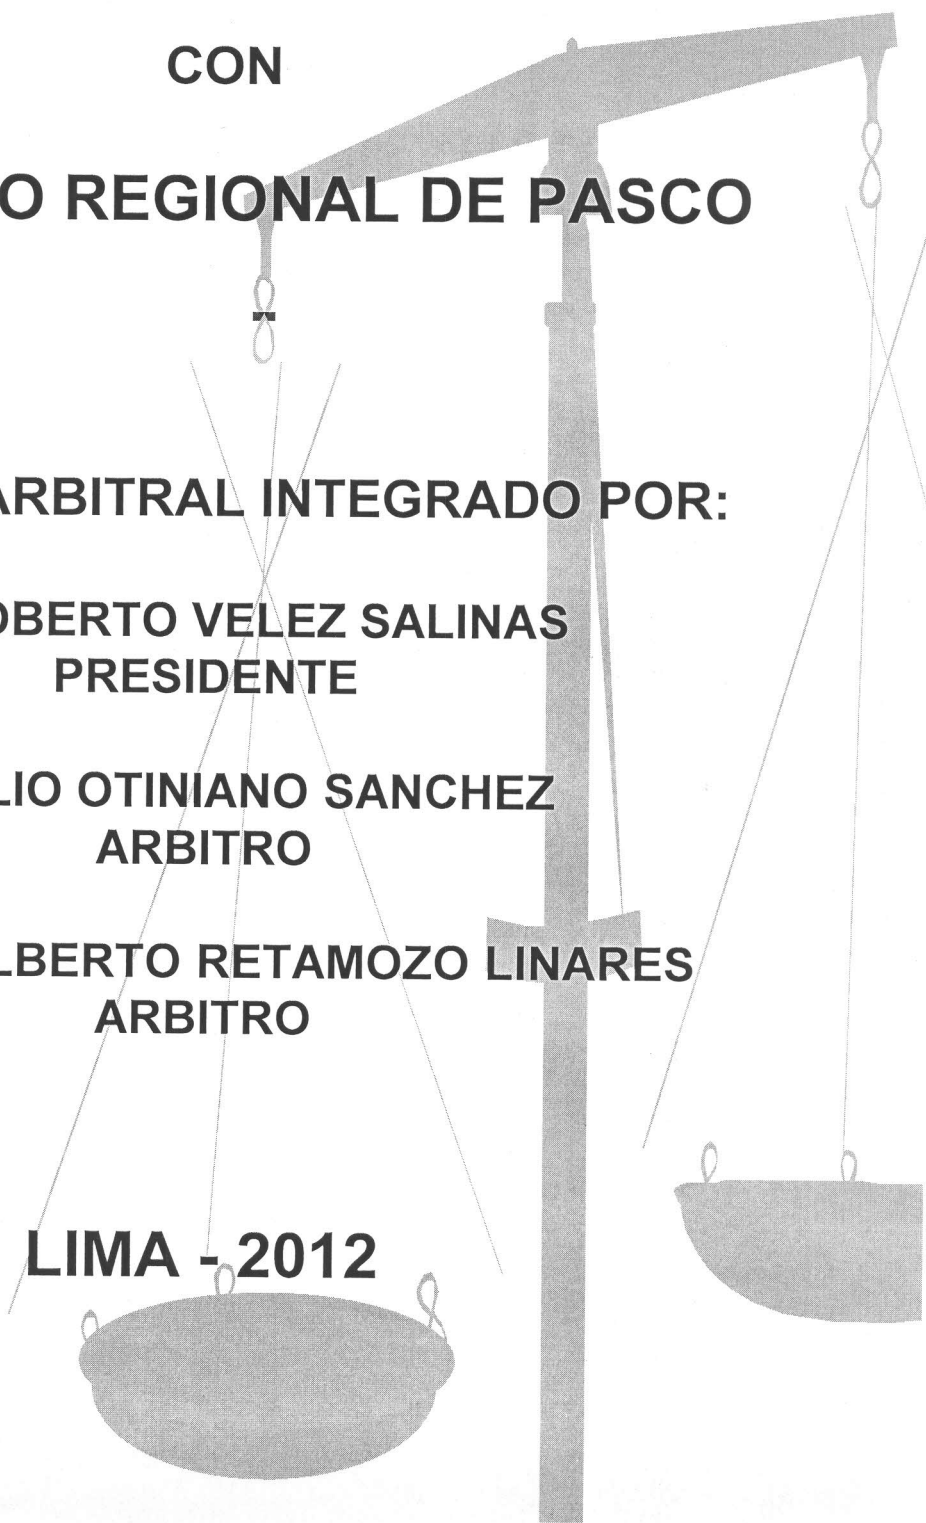 CON
O REGIONAL DE PASCO
-
ARBITRAL INTEGRADO POR:
OBERTO VELEZ SALINAS
PRESIDENTE
LIO OTINIANO SANCHEZ
ARBITRO
LBERTO RETAMOZO LINARES
ARBITRO
LIMA - 2012